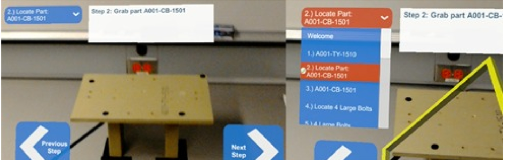 2.) Locate Part:
A001-CB-1501
Step 2: Grab part A001-CB-1501
Previous
Step
Next
Step
2.) Locate Part:
A001-CB-1501
Step 2: Grab part A001-CB-
Welcome
1.) A001-TY-1510
2.) Locate Part:
A001-CB-1501
3.) A001-CB-1501
4.) Locate 4 Large Bolts